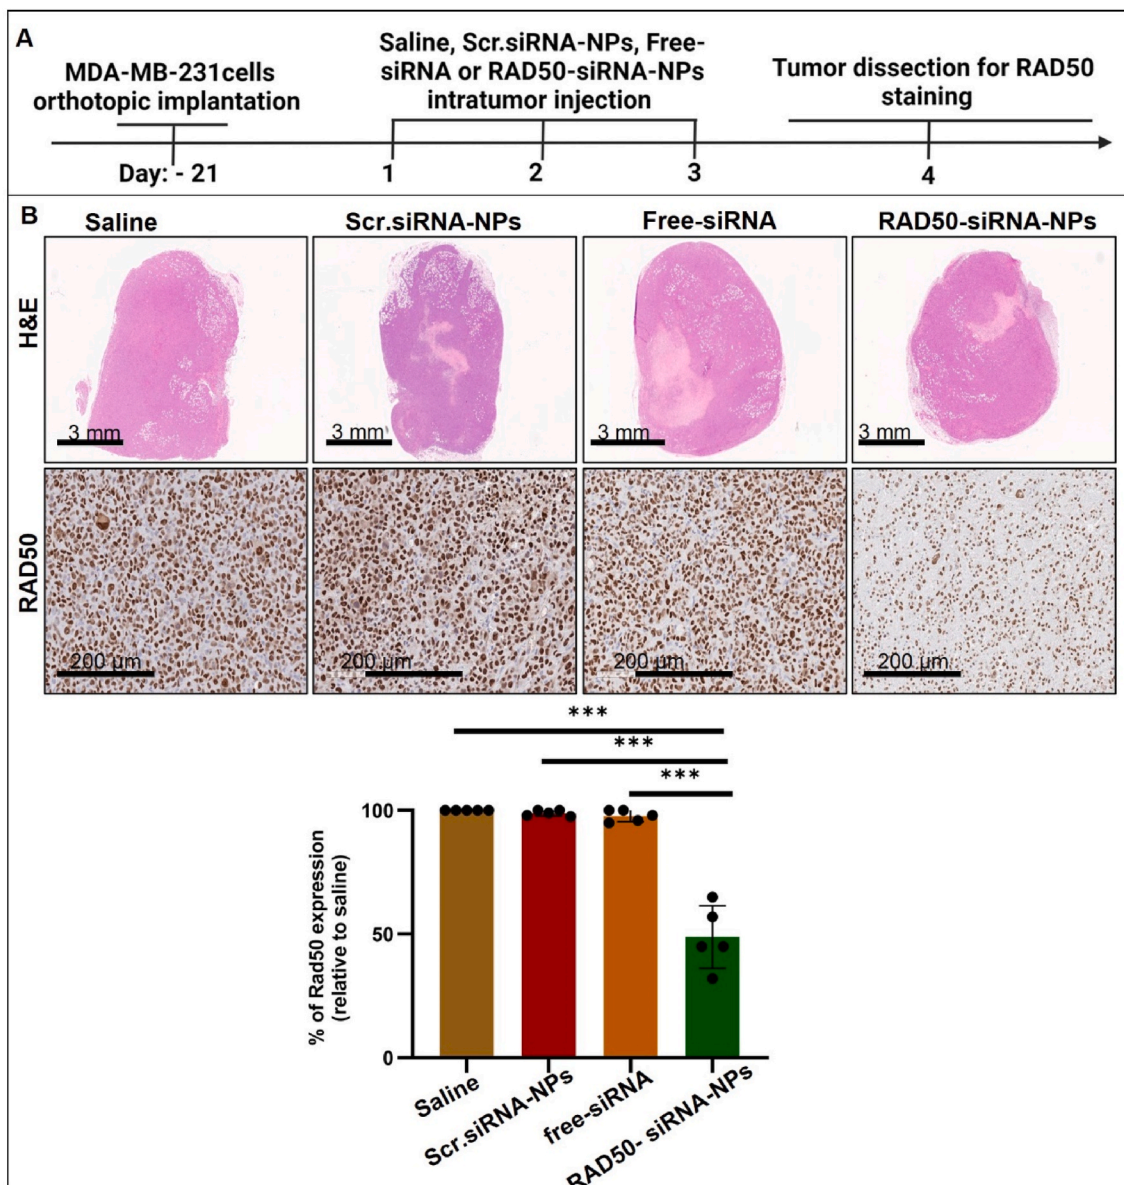 A
MDA-MB-231cells
orthotopic implantation
Saline, Scr.siRNA-NPs, Free-
siRNA or RAD50-siRNA-NPs
intratumor injection
Tumor dissection for RAD50
staining
Day: - 21
1
2
3
4
B
Saline
Scr.siRNA-NPs
Free-siRNA
RAD50-siRNA-NPs
H&E
3 mm
3 mm
3 mm
3 mm
RAD50
200 µm
200 µm
200 µm
200 µm
***
***
***
% of Rad50 expression
(relative to saline)
100
50
0
Saline
Scr.siRNA-NPs
free-siRNA
RAD50- siRNA-NPs